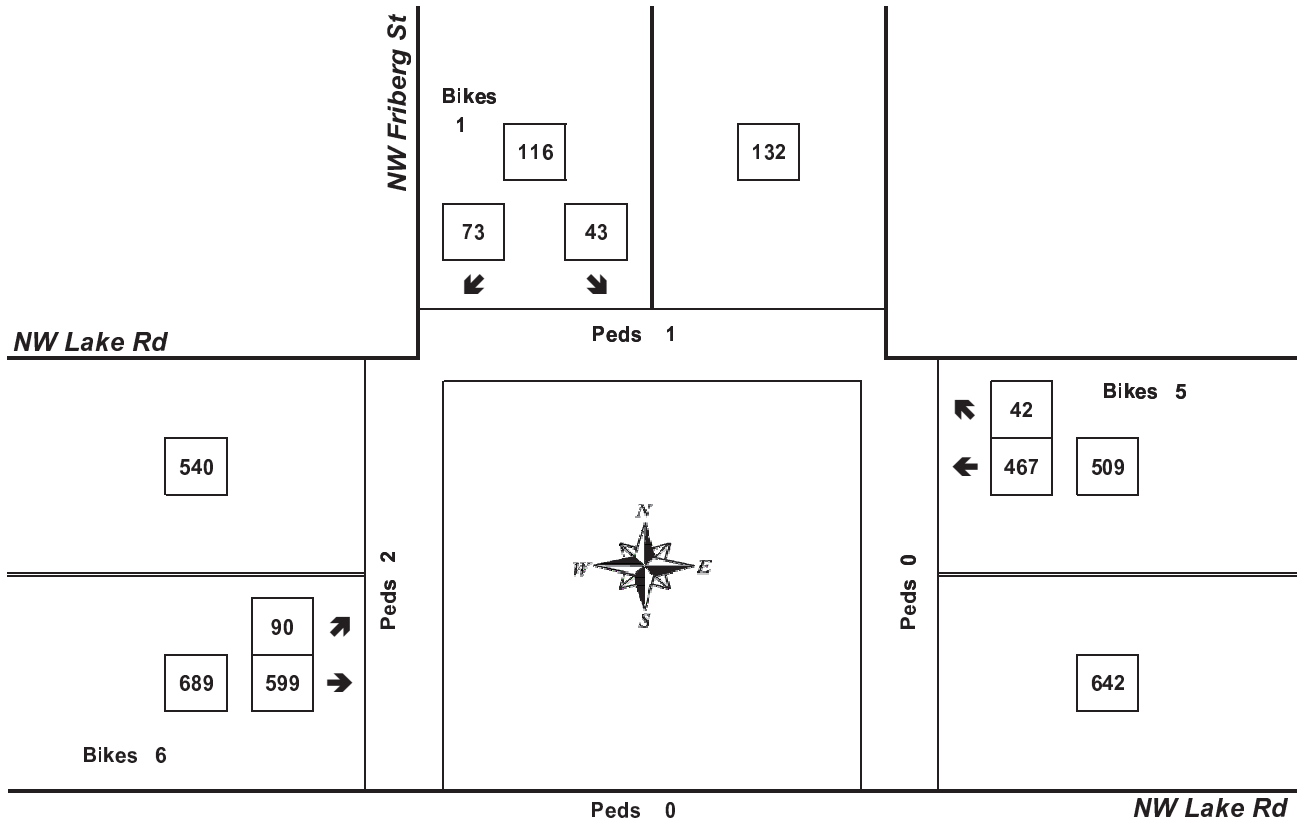 NW Friberg St
Bikes
1
116
132
73
43
Peds 1
NW Lake Rd
Bikes 5
42
540
467
509
N
W
E
S
Peds 2
Peds 0
90
689
599
642
Bikes 6
Peds 0
NW Lake Rd